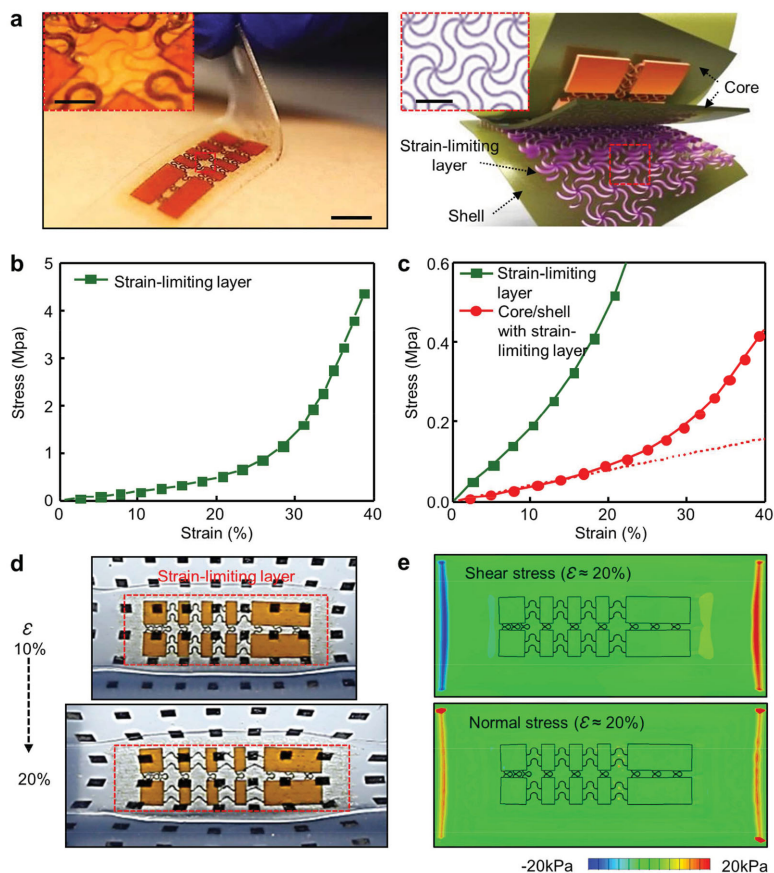 a
Core
Strain-limiting
layer
Shell
b
5
4
3
2
1
0
Stress (Mpa)
Strain-limiting layer
0
10
20
30
40
Strain (%)
c
0.6
0.4
0.2
0.0
Stress (Mpa)
Strain-limiting
layer
Core/shell
with strain-
limiting layer
0
10
20
30
40
Strain (%)
d
Strain-limiting layer
ε
10%
20%
e
Shear stress (ε ≈ 20%)
Normal stress (ε ≈ 20%)
-20kPa
20kPa